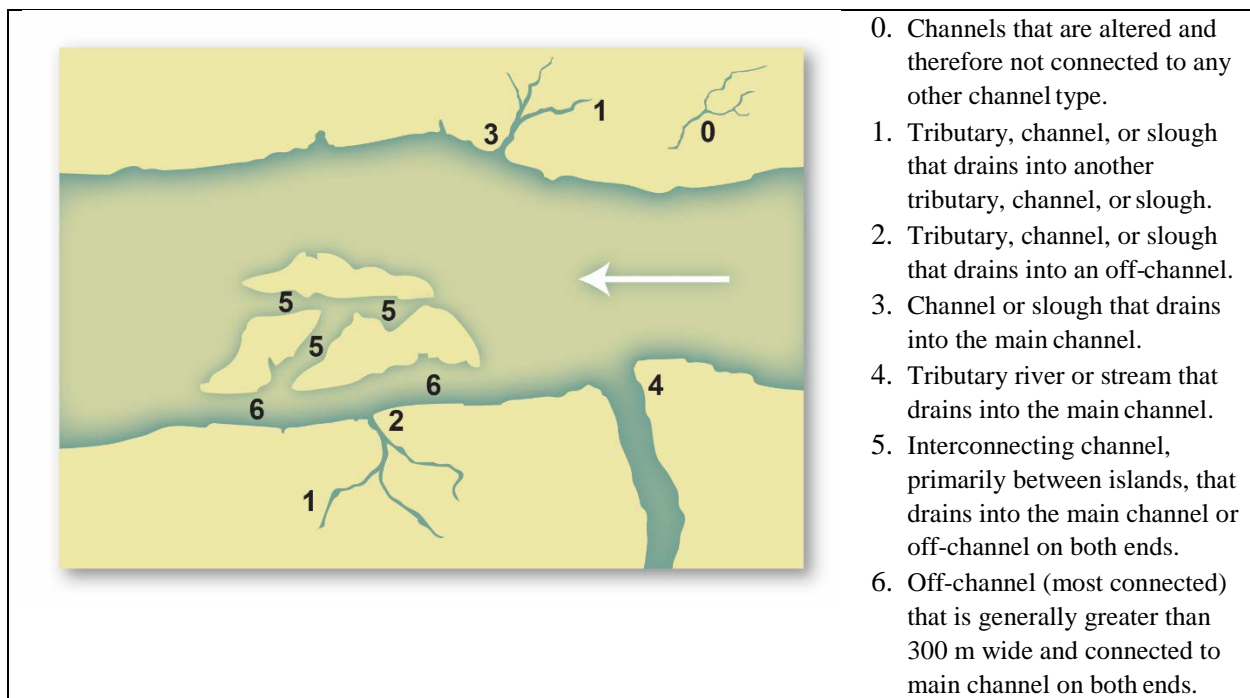 0. Channels that are altered and
therefore not connected to any
other channel type.
1. Tributary, channel, or slough
that drains into another
tributary, channel, or slough.
2. Tributary, channel, or slough
that drains into an off-channel.
3. Channel or slough that drains
into the main channel.
4. Tributary river or stream that
drains into the main channel.
5. Interconnecting channel,
primarily between islands, that
drains into the main channel or
off-channel on both ends.
6. Off-channel (most connected)
that is generally greater than
300 m wide and connected to
main channel on both ends.
1
3
0
5
5
5
6
4
6
2
1